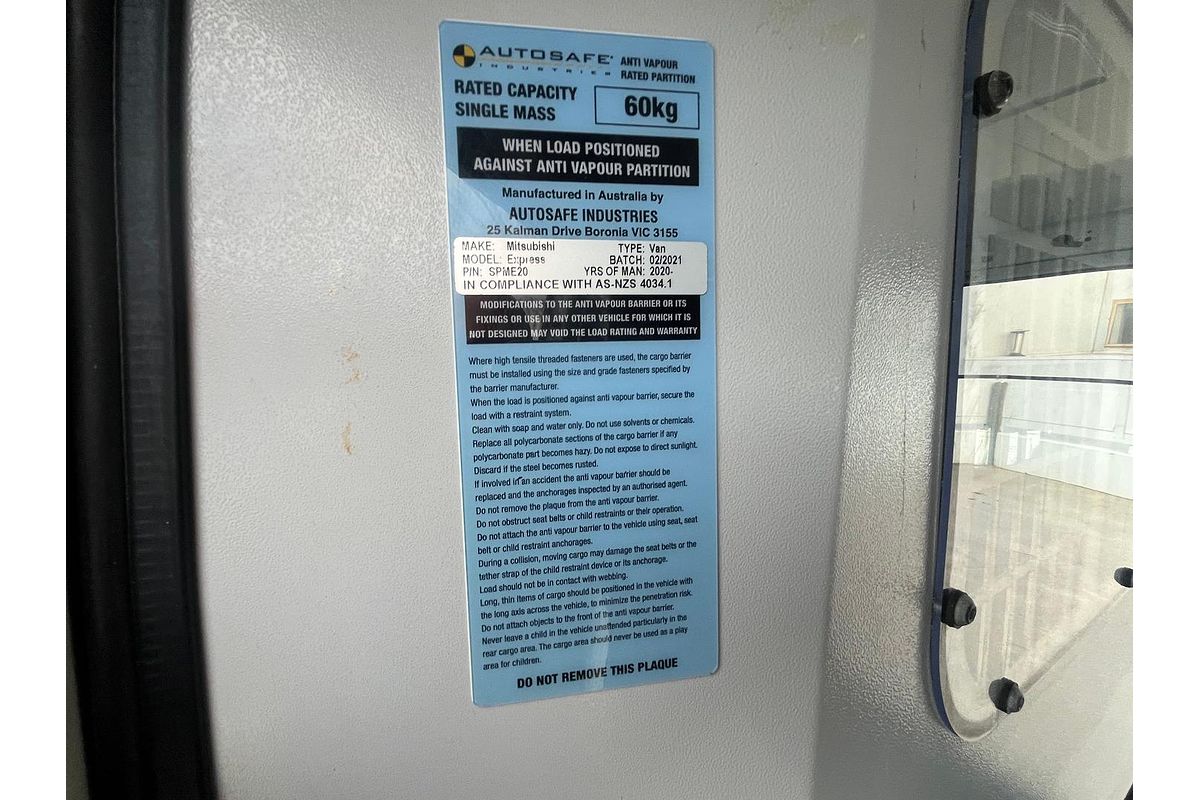 AUTOSAFE
INDUSTRIES
ANTI VAPOUR
RATED PARTITION
RATED CAPACITY
SINGLE MASS
60kg
WHEN LOAD POSITIONED
AGAINST ANTI VAPOUR PARTITION
Manufactured in Australia by
AUTOSAFE INDUSTRIES
25 Kalman Drive Boronia VIC 3155
MAKE: Mitsubishi TYPE: Van
MODEL: Express BATCH: 02/2021
PIN: SPME20 YRS OF MAN: 2020-
IN COMPLIANCE WITH AS-NZS 4034.1
MODIFICATIONS TO THE ANTI VAPOUR BARRIER OR ITS
FIXINGS OR USE IN ANY OTHER VEHICLE FOR WHICH IT IS
NOT DESIGNED MAY VOID THE LOAD RATING AND WARRANTY
Where high tensile threaded fasteners are used, the cargo barrier
must be installed using the size and grade fasteners specified by
the barrier manufacturer.
When the load is positioned against anti vapour barrier, secure the
load with a restraint system.
Clean with soap and water only. Do not use solvents or chemicals.
Replace all polycarbonate sections of the cargo barrier if any
polycarbonate part becomes hazy. Do not expose to direct sunlight.
Discard if the steel becomes rusted.
If involved in an accident the anti vapour barrier should be
replaced and the anchorages inspected by an authorised agent.
Do not remove the plaque from the anti vapour barrier.
Do not obstruct seat belts or child restraints or their operation.
Do not attach the anti vapour barrier to the vehicle using seat, seat
belt or child restraint anchorages.
During a collision, moving cargo may damage the seat belts or the
tether strap of the child restraint device or its anchorage.
Load should not be in contact with webbing.
Long, thin items of cargo should be positioned in the vehicle with
the long axis across the vehicle, to minimize the penetration risk.
Do not attach objects to the front of the anti vapour barrier.
Never leave a child in the vehicle unattended particularly in the
rear cargo area. The cargo area should never be used as a play
area for children.
DO NOT REMOVE THIS PLAQUE